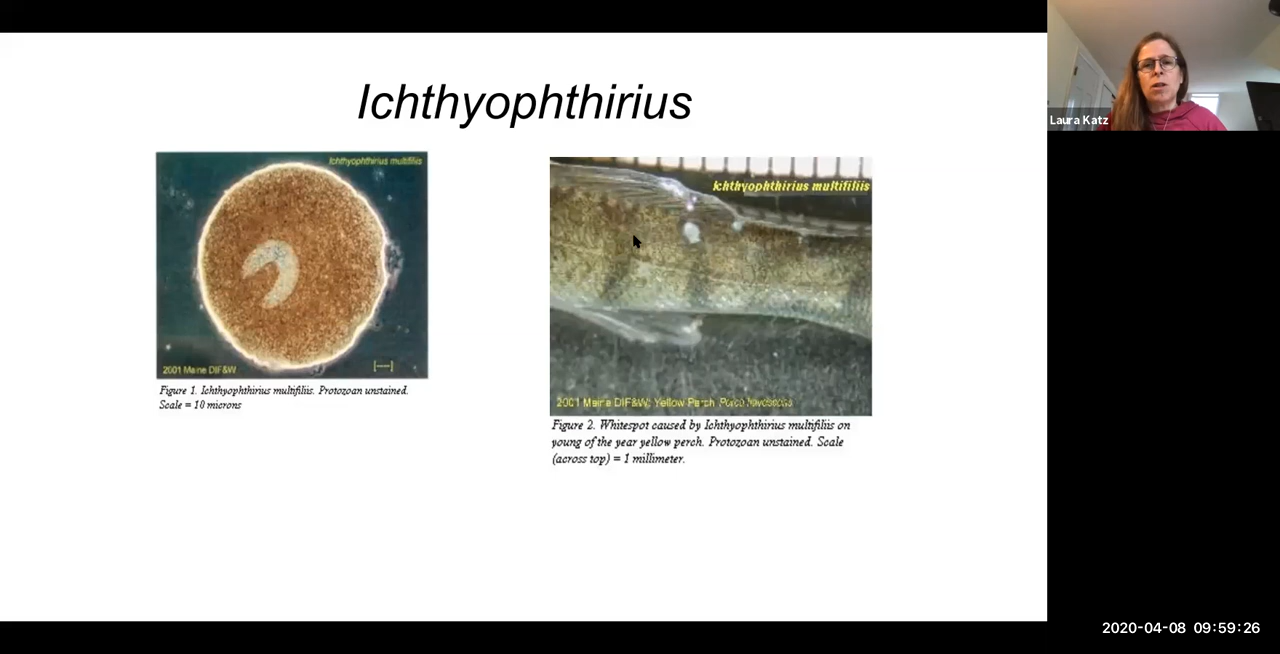 Ichthyophthirius
Laura Katz
Ichthyophthirius multifiliis
2001 Maine DIF&W
Figure 1. Ichthyophthirius multifiliis. Protozoan unstained.
Scale = 10 microns
Ichthyophthirius multifiliis
2001 Maine DIF&W; Yellow Perch Perca flavescens
Figure 2. Whitespot caused by Ichthyophthirius multifiliis on
young of the year yellow perch. Protozoan unstained. Scale
(across top) = 1 millimeter.
2020-04-08 09:59:26